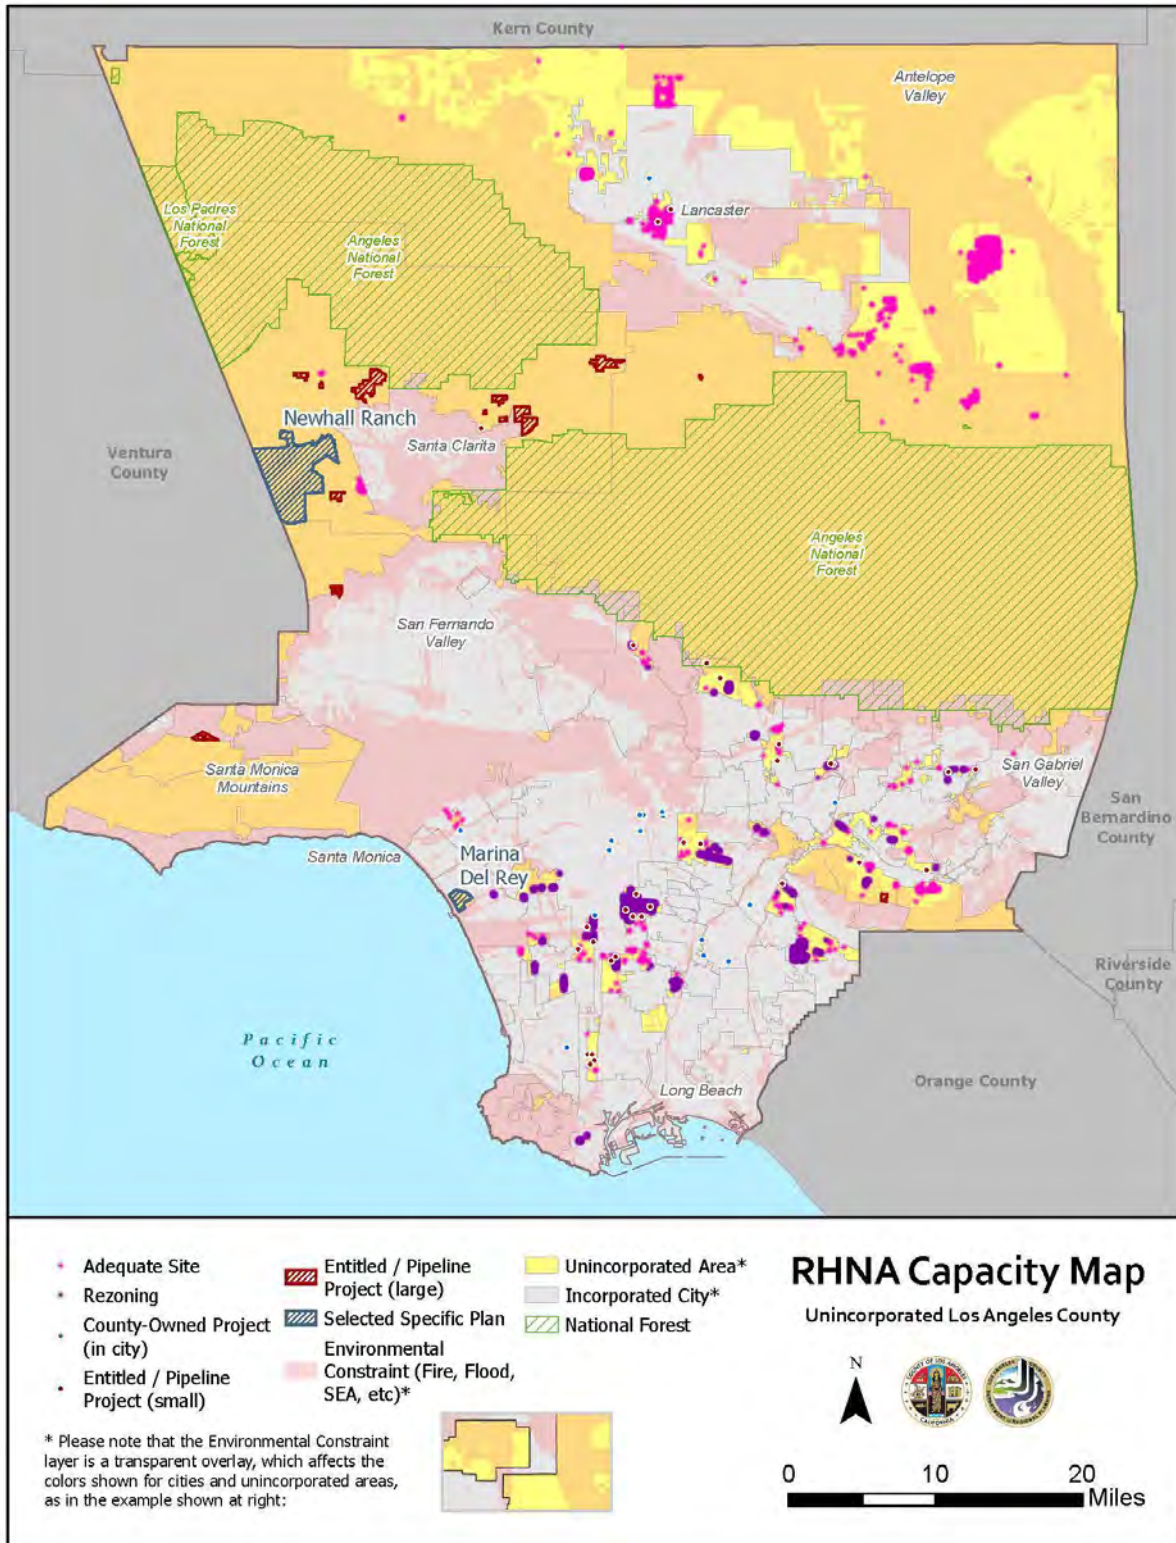 Kern County
Antelope
Valley
Los Padres
National
Forest
Angeles
National
Forest
Lancaster
Newhall Ranch
Santa Clarita
Ventura
County
Angeles
National
Forest
San Fernando
Valley
Santa Monica
Mountains
San Gabriel
Valley
San
Bernardino
County
Santa Monica
Marina
Del Rey
Riverside
County
Pacific
Ocean
Orange County
Long Beach
Adequate Site
Rezoning
County-Owned Project
(in city)
Entitled / Pipeline
Project (small)
Entitled / Pipeline
Project (large)
Selected Specific Plan
Environmental
Constraint (Fire, Flood,
SEA, etc)*
Unincorporated Area*
Incorporated City*
National Forest
* Please note that the Environmental Constraint
layer is a transparent overlay, which affects the
colors shown for cities and unincorporated areas,
as in the example shown at right:
RHNA Capacity Map
Unincorporated Los Angeles County
N
0 10 20
Miles